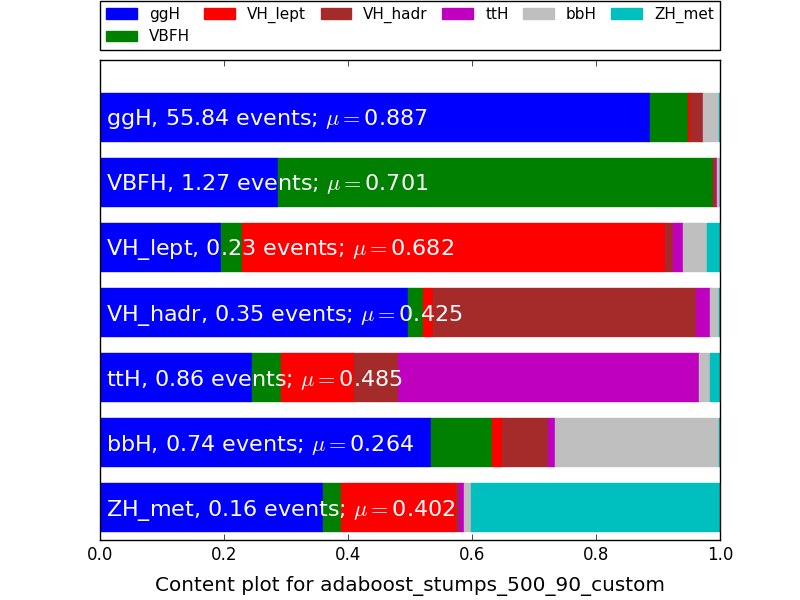 ggH VH_lept VH_hadr ttH bbH ZH_met
VBFH
ggH, 55.84 events; μ = 0.887
VBFH, 1.27 events; μ = 0.701
VH_lept, 0.23 events; μ = 0.682
VH_hadr, 0.35 events; μ = 0.425
ttH, 0.86 events; μ = 0.485
bbH, 0.74 events; μ = 0.264
ZH_met, 0.16 events; μ = 0.402
0.0 0.2 0.4 0.6 0.8 1.0
Content plot for adaboost_stumps_500_90_custom